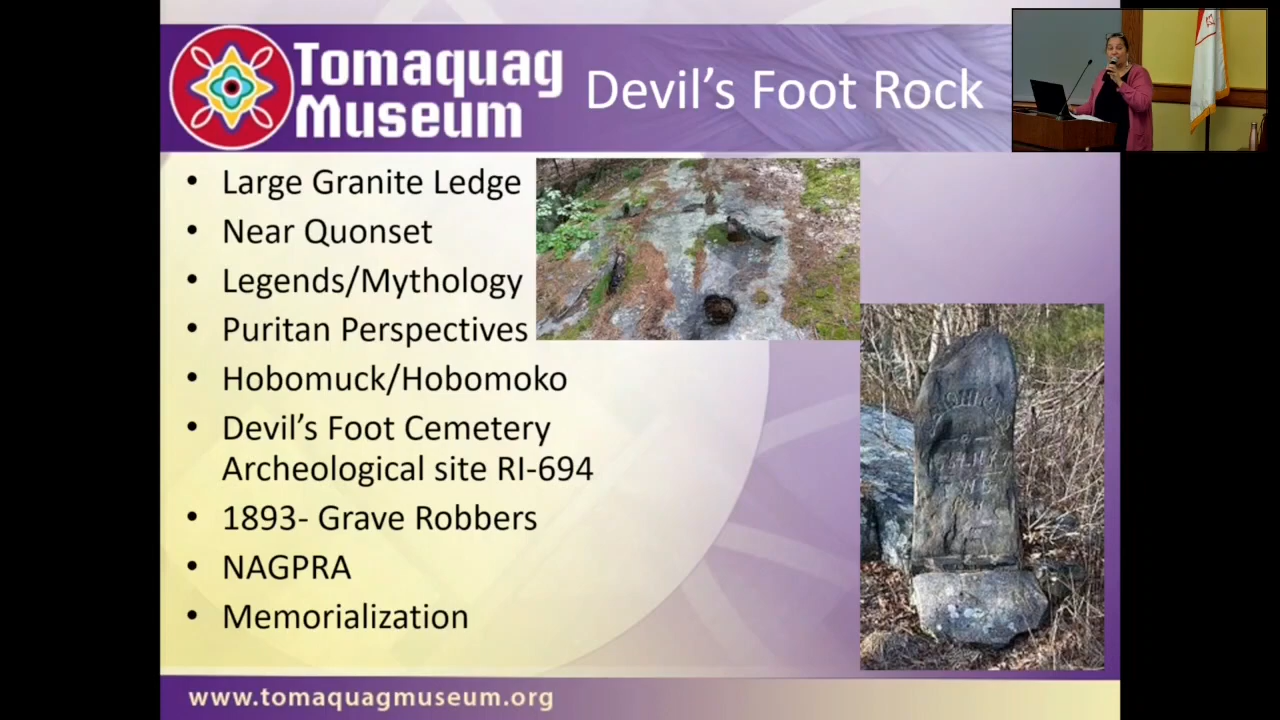 Tomaquag
Museum
Devil's Foot Rock
• Large Granite Ledge
• Near Quonset
• Legends/Mythology
• Puritan Perspectives
• Hobomuck/Hobomoko
• Devil's Foot Cemetery
Archeological site RI-694
• 1893- Grave Robbers
• NAGPRA
• Memorialization
www.tomaquagmuseum.org